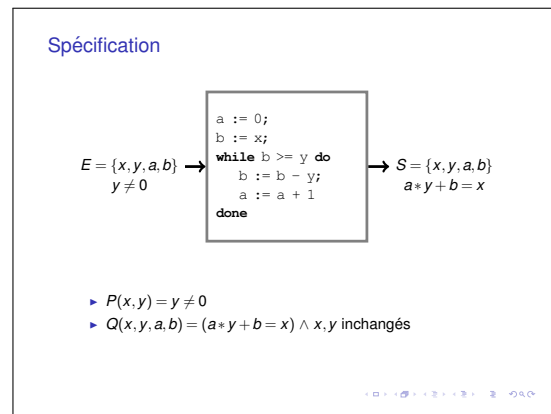 Spécification
a := 0;
b := x;
while b >= y do
b := b - y;
a := a + 1
done
E = {x, y, a, b}
y ≠ 0
S = {x, y, a, b}
a ∗ y + b = x
▶ P(x, y) = y ≠ 0
▶ Q(x, y, a, b) = (a ∗ y + b = x) ∧ x, y inchangés